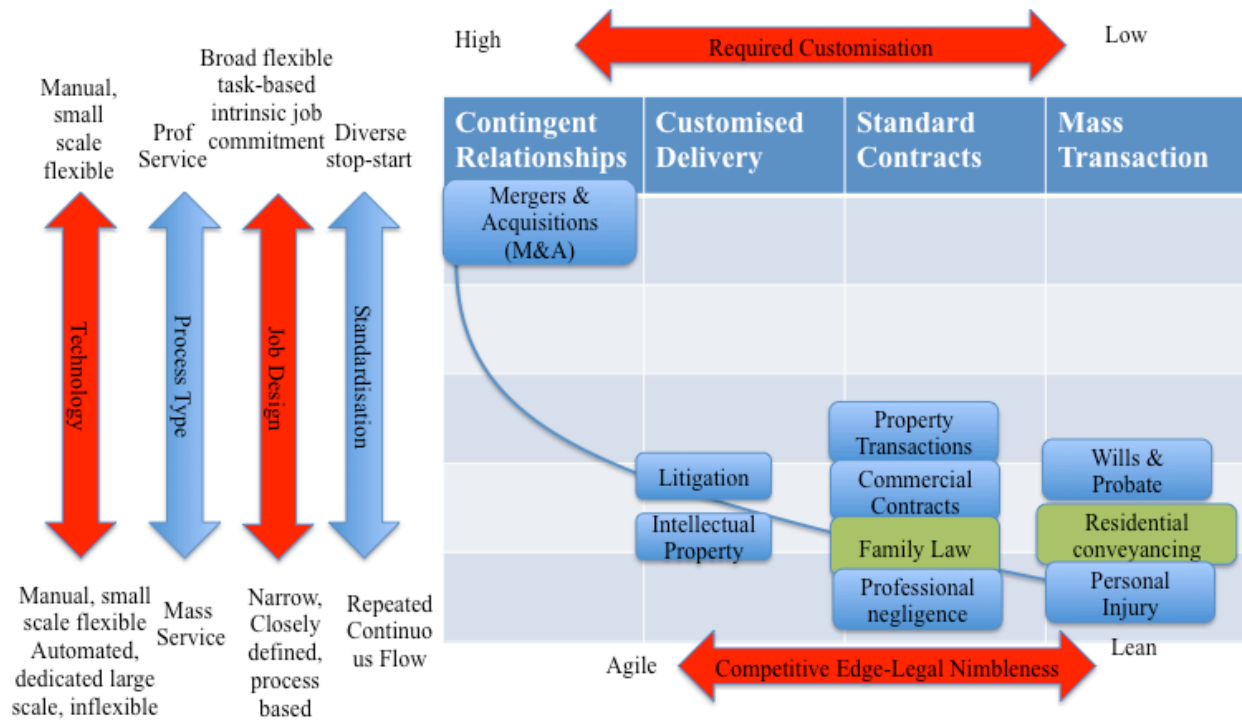 High
Required Customisation
Low
Manual,
small
scale
flexible
Prof
Service
Broad flexible
task-based
intrinsic job
commitment
Diverse
stop-start
Contingent
Relationships
Customised
Delivery
Standard
Contracts
Mass
Transaction
Mergers &
Acquisitions
(M&A)
Technology
Process Type
Job Design
Standardisation
Property
Transactions
Litigation
Commercial
Contracts
Wills &
Probate
Intellectual
Property
Family Law
Residential
conveyancing
Professional
negligence
Personal
Injury
Manual, small
scale flexible
Automated,
dedicated large
scale, inflexible
Mass
Service
Narrow,
Closely
defined,
process
based
Repeated
Continuo
us Flow
Agile
Competitive Edge-Legal Nimbleness
Lean